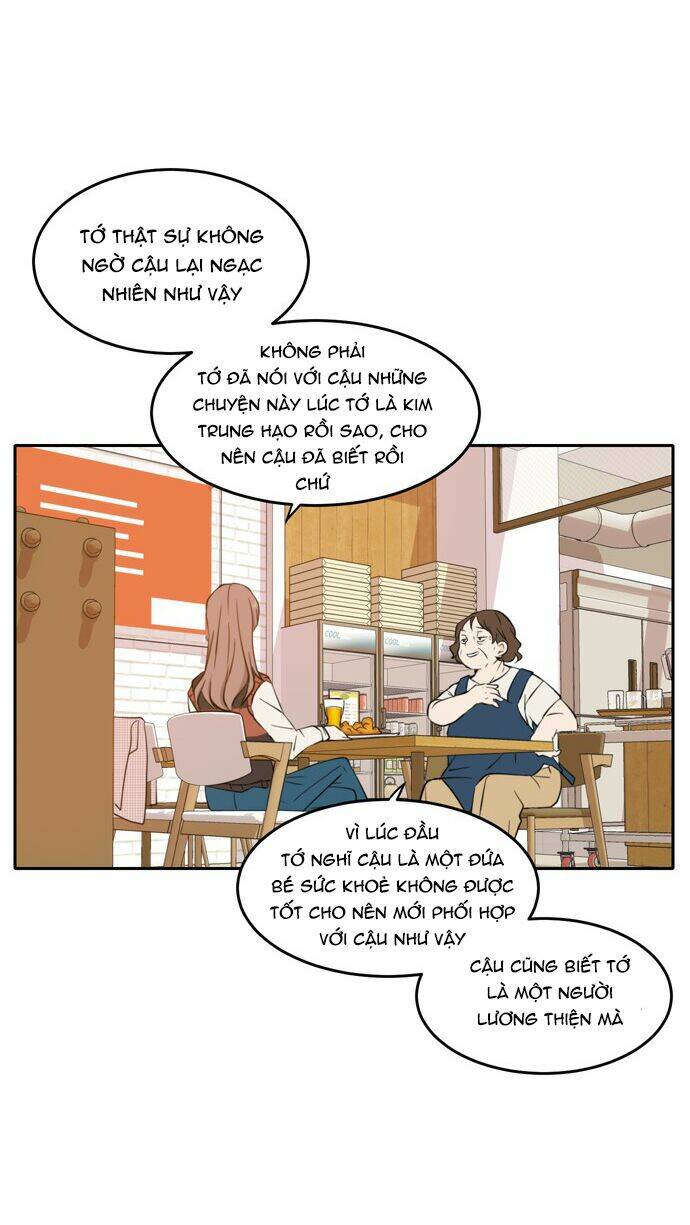 TỚ THẬT SỰ KHÔNG
NGỜ CẬU LẠI NGẠC
NHIÊN NHƯ VẬY
KHÔNG PHẢI
TỚ ĐÃ NÓI VỚI CẬU NHỮNG
CHUYỆN NÀY LÚC TỚ LÀ KIM
TRUNG HẠO RỒI SAO, CHO
NÊN CẬU ĐÃ BIẾT RỒI
CHỨ
COOL
COOL
VÌ LÚC ĐẦU
TỚ NGHĨ CẬU LÀ MỘT ĐỨA
BÉ SỨC KHOẺ KHÔNG ĐƯỢC
TỐT CHO NÊN MỚI PHỐI HỢP
VỚI CẬU NHƯ VẬY
CẬU CŨNG BIẾT TỚ
LÀ MỘT NGƯỜI
LƯƠNG THIỆN MÀ